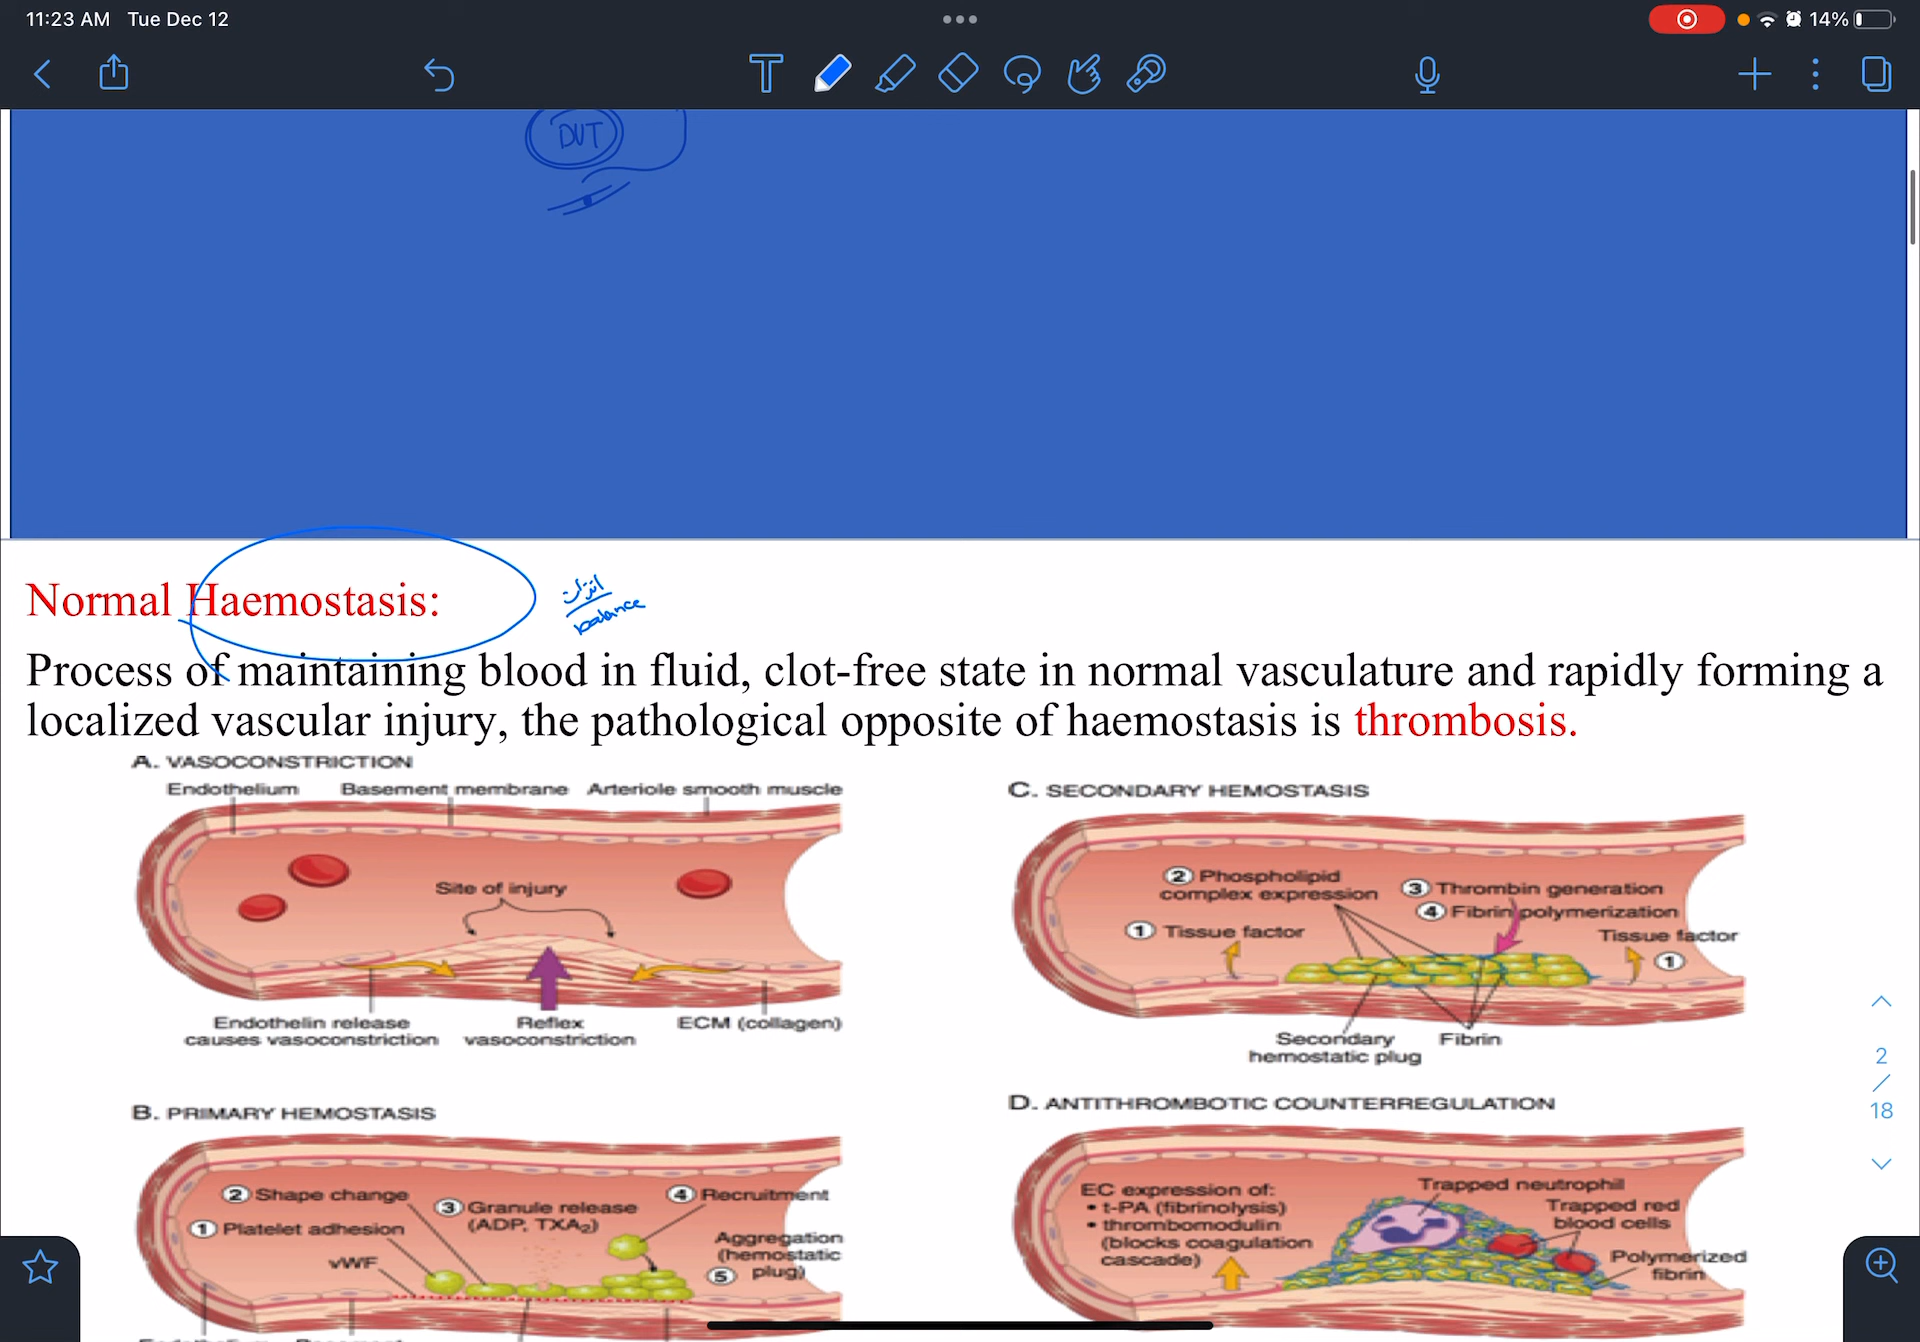 11:23 AM Tue Dec 12
14%
DVT
Normal Haemostasis:
اتزان
balance
Process of maintaining blood in fluid, clot-free state in normal vasculature and rapidly forming a
localized vascular injury, the pathological opposite of haemostasis is thrombosis.
A. VASOCONSTRICTION
Endothelium Basement membrane Arteriole smooth muscle
Site of injury
Endothelin release
causes vasoconstriction
Reflex
vasoconstriction
ECM (collagen)
C. SECONDARY HEMOSTASIS
2 Phospholipid
complex expression
3 Thrombin generation
4 Fibrin polymerization
1 Tissue factor
Tissue factor
1
Secondary
hemostatic plug
Fibrin
B. PRIMARY HEMOSTASIS
2 Shape change
3 Granule release
(ADP, TXA2)
4 Recruitment
1 Platelet adhesion
vWF
Aggregation
(hemostatic
5 plug)
D. ANTITHROMBOTIC COUNTERREGULATION
EC expression of:
• t-PA (fibrinolysis)
• thrombomodulin
(blocks coagulation
cascade)
Trapped neutrophil
Trapped red
blood cells
Polymerized
fibrin
2
/
18